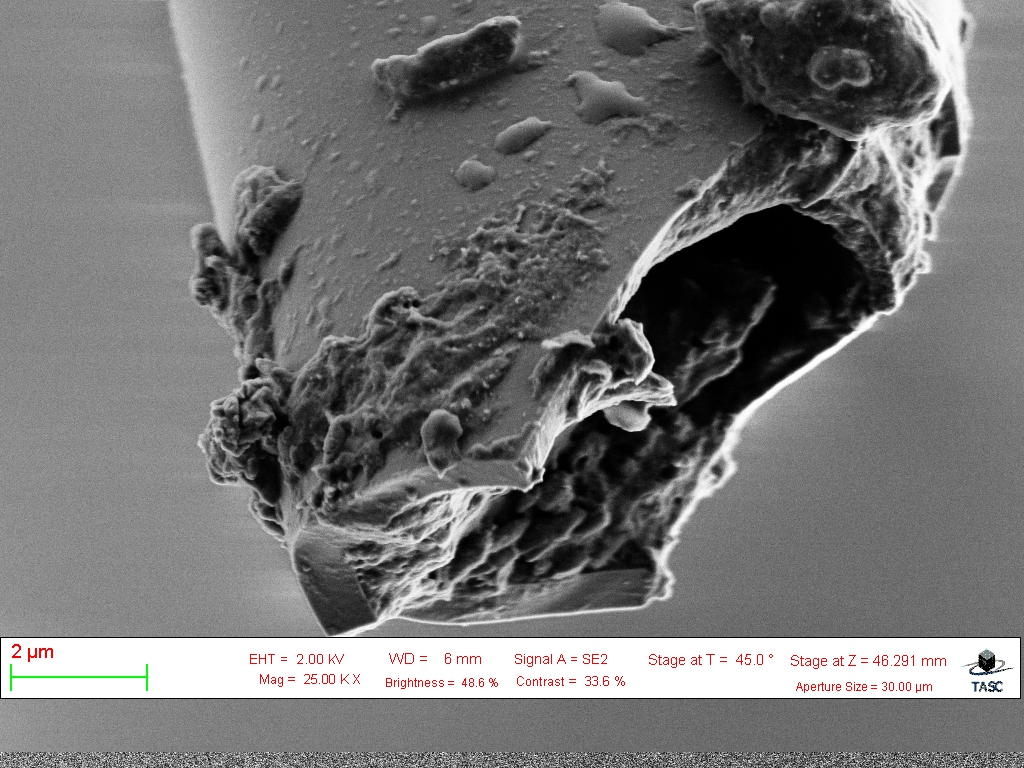 2 µm
EHT = 2.00 kV WD = 6 mm Signal A = SE2 Stage at T = 45.0 ° Stage at Z = 46.291 mm
Mag = 25.00 K X Brightness = 48.6 % Contrast = 33.6 % Aperture Size = 30.00 µm
TASC